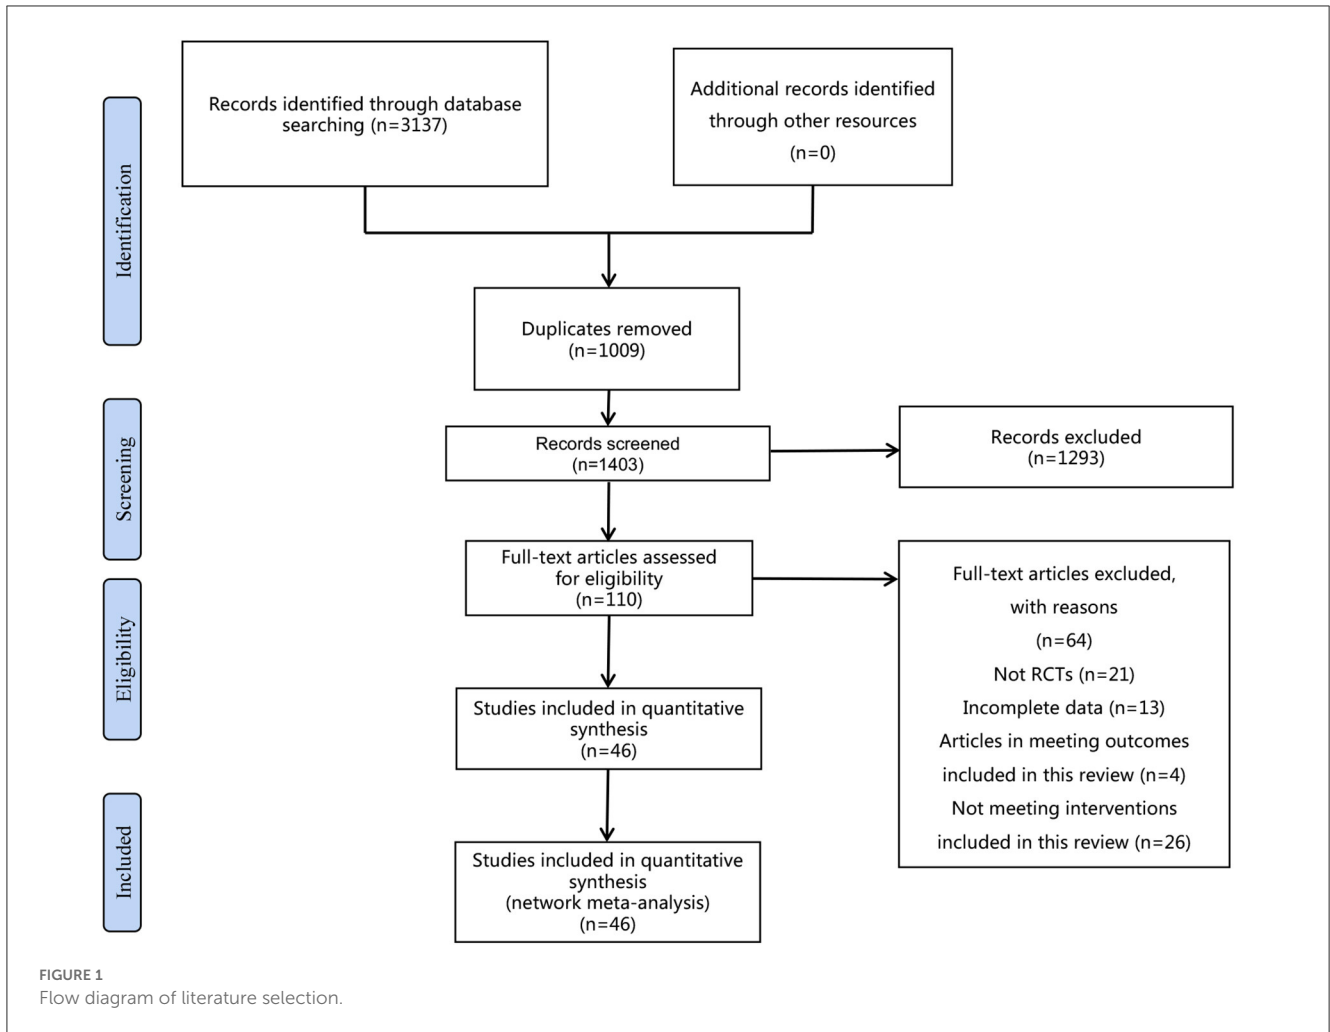 Records identified through database
searching (n=3137)
Additional records identified
through other resources
(n=0)
Identification
Duplicates removed
(n=1009)
Screening
Records screened
(n=1403)
Records excluded
(n=1293)
Eligibility
Full-text articles assessed
for eligibility
(n=110)
Full-text articles excluded,
with reasons
(n=64)
Not RCTs (n=21)
Incomplete data (n=13)
Articles in meeting outcomes
included in this review (n=4)
Not meeting interventions
included in this review (n=26)
Studies included in quantitative
synthesis
(n=46)
Included
Studies included in quantitative
synthesis
(network meta-analysis)
(n=46)
FIGURE 1
Flow diagram of literature selection.